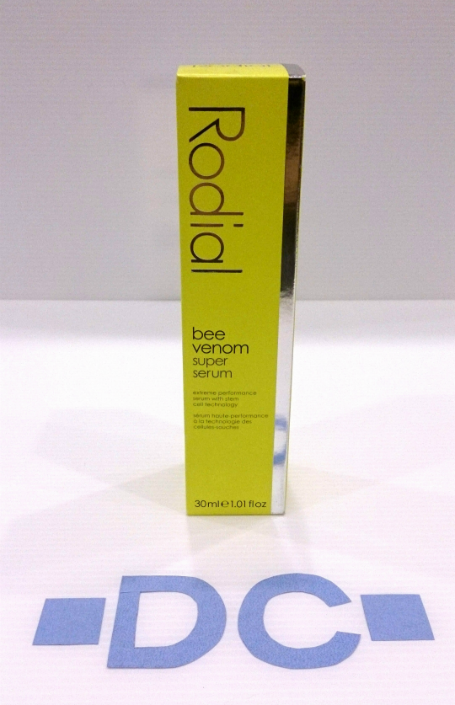 Rodial
bee
venom
super
serum
extreme performance
serum with stem
cell technology
sérum haute performance
à la technologie des
cellules souches
30ml e 1.01 fl oz
DC